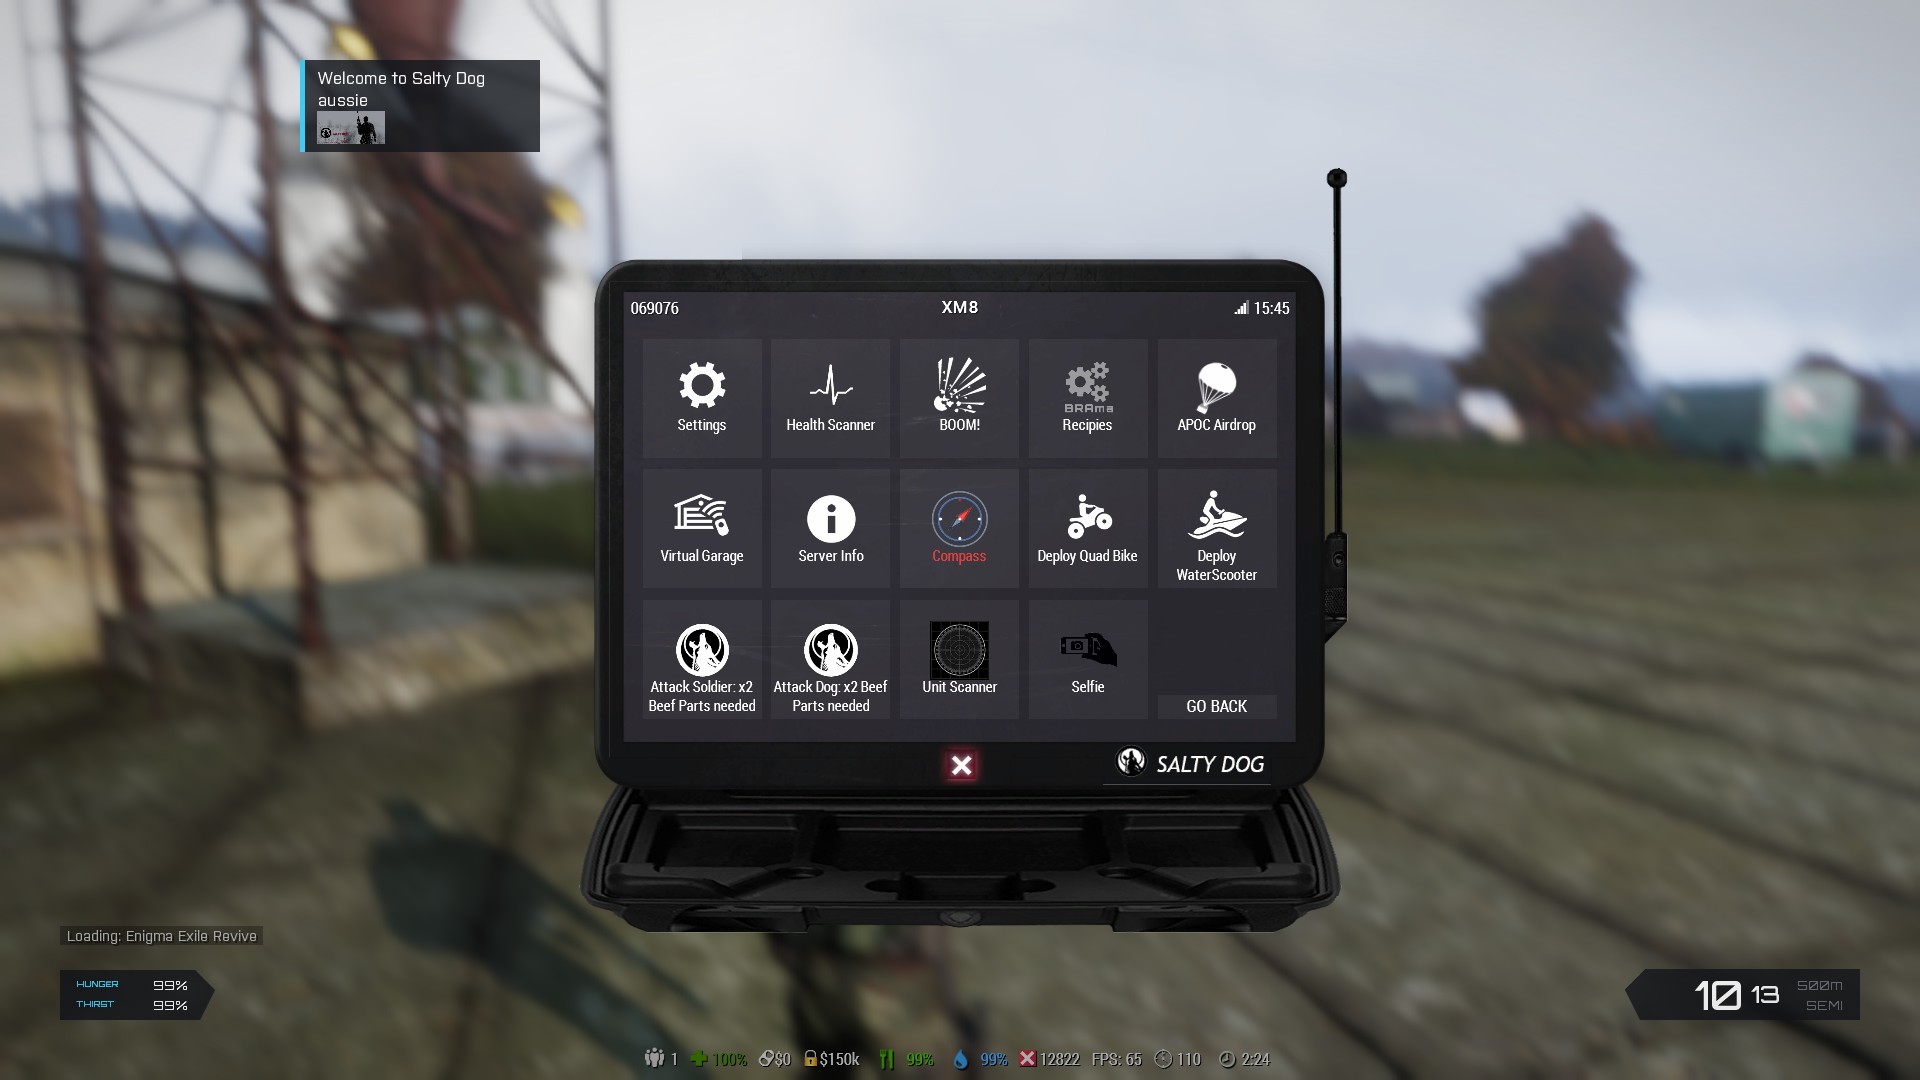 Welcome to Salty Dog
aussie
069076
XM8
15:45
Settings
Health Scanner
BOOM!
BRAma
Recipies
APOC Airdrop
Virtual Garage
Server Info
Compass
Deploy Quad Bike
Deploy
WaterScooter
Attack Soldier: x2
Beef Parts needed
Attack Dog: x2 Beef
Parts needed
Unit Scanner
Selfie
GO BACK
SALTY DOG
Loading: Enigma Exile Revive
HUNGER 99%
THIRST 99%
10 13 500m
SEMI
1 100% $0 $150k 99% 99% 12822 FPS: 65 110 2:24